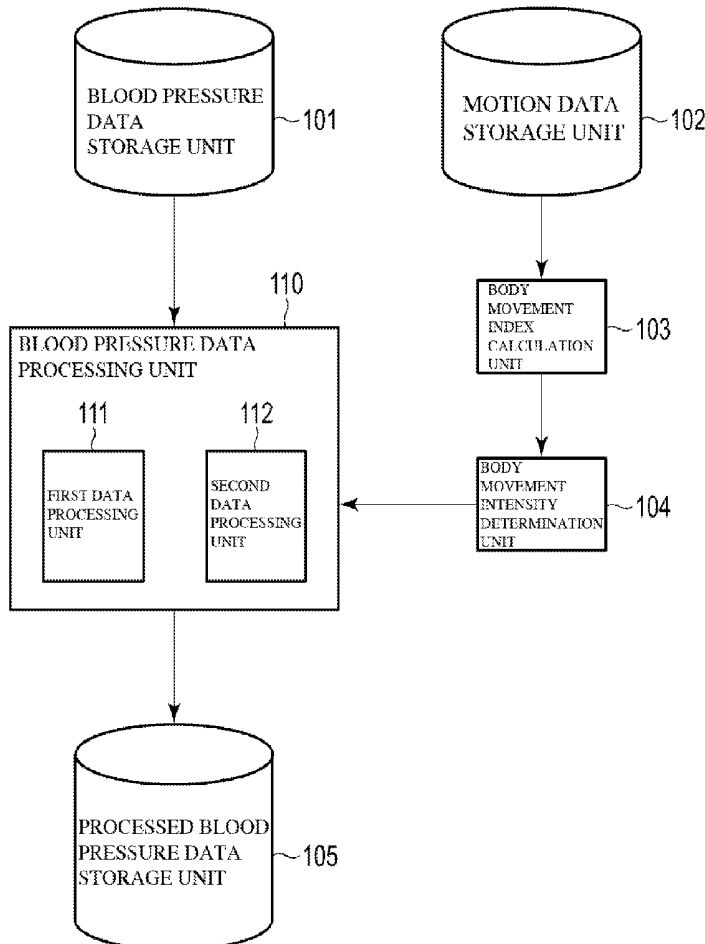 BLOOD PRESSURE
DATA
STORAGE UNIT
101
MOTION DATA
STORAGE UNIT
102
110
BLOOD PRESSURE DATA
PROCESSING UNIT
111
FIRST DATA
PROCESSING
UNIT
112
SECOND
DATA
PROCESSING
UNIT
BODY
MOVEMENT
INDEX
CALCULATION
UNIT
103
BODY
MOVEMENT
INTENSITY
DETERMINATION
UNIT
104
PROCESSED BLOOD
PRESSURE DATA
STORAGE UNIT
105